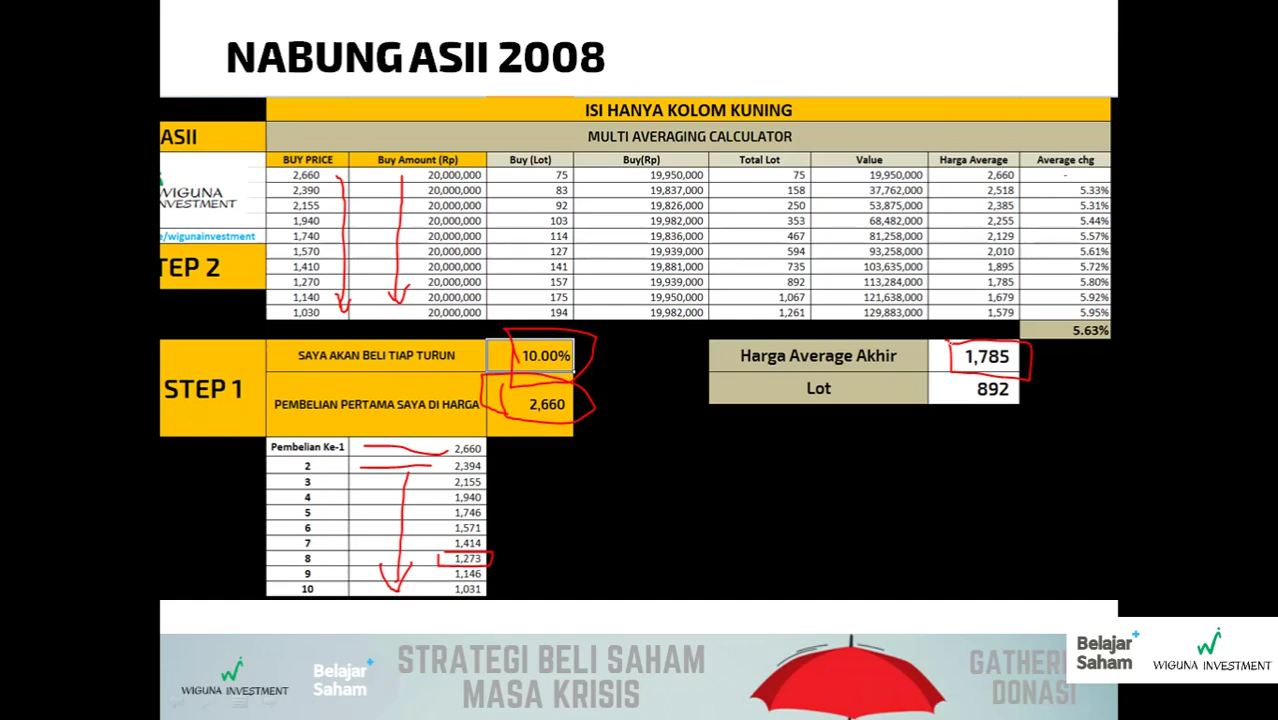 NABUNG ASII 2008
ISI HANYA KOLOM KUNING
ASII MULTI AVERAGING CALCULATOR
BUY PRICE Buy Amount (Rp) Buy (Lot) Buy(Rp) Total Lot Value Harga Average Average chg
2,660 20,000,000 75 19,950,000 75 19,950,000 2,660 -
2,390 20,000,000 83 19,837,000 158 37,762,000 2,518 5.33%
2,155 20,000,000 92 19,826,000 250 53,875,000 2,385 5.31%
1,940 20,000,000 103 19,982,000 353 68,482,000 2,255 5.44%
1,740 20,000,000 114 19,836,000 467 81,258,000 2,129 5.57%
1,570 20,000,000 127 19,939,000 594 93,258,000 2,010 5.61%
1,410 20,000,000 141 19,881,000 735 103,635,000 1,895 5.72%
1,270 20,000,000 157 19,939,000 892 113,284,000 1,785 5.80%
1,140 20,000,000 175 19,950,000 1,067 121,638,000 1,679 5.92%
1,030 20,000,000 194 19,982,000 1,261 129,883,000 1,579 5.95%
5.63%
WIGUNA
INVESTMENT
e/wigunainvestment
TEP 2
STEP 1
SAYA AKAN BELI TIAP TURUN 10.00%
PEMBELIAN PERTAMA SAYA DI HARGA 2,660
Harga Average Akhir 1,785
Lot 892
Pembelian Ke-1 2,660
2 2,394
3 2,155
4 1,940
5 1,746
6 1,571
7 1,414
8 1,273
9 1,146
10 1,031
WIGUNA INVESTMENT
Belajar+
Saham
STRATEGI BELI SAHAM
MASA KRISIS
GATHERI
DONASI
Belajar+
Saham
WIGUNA INVESTMENT